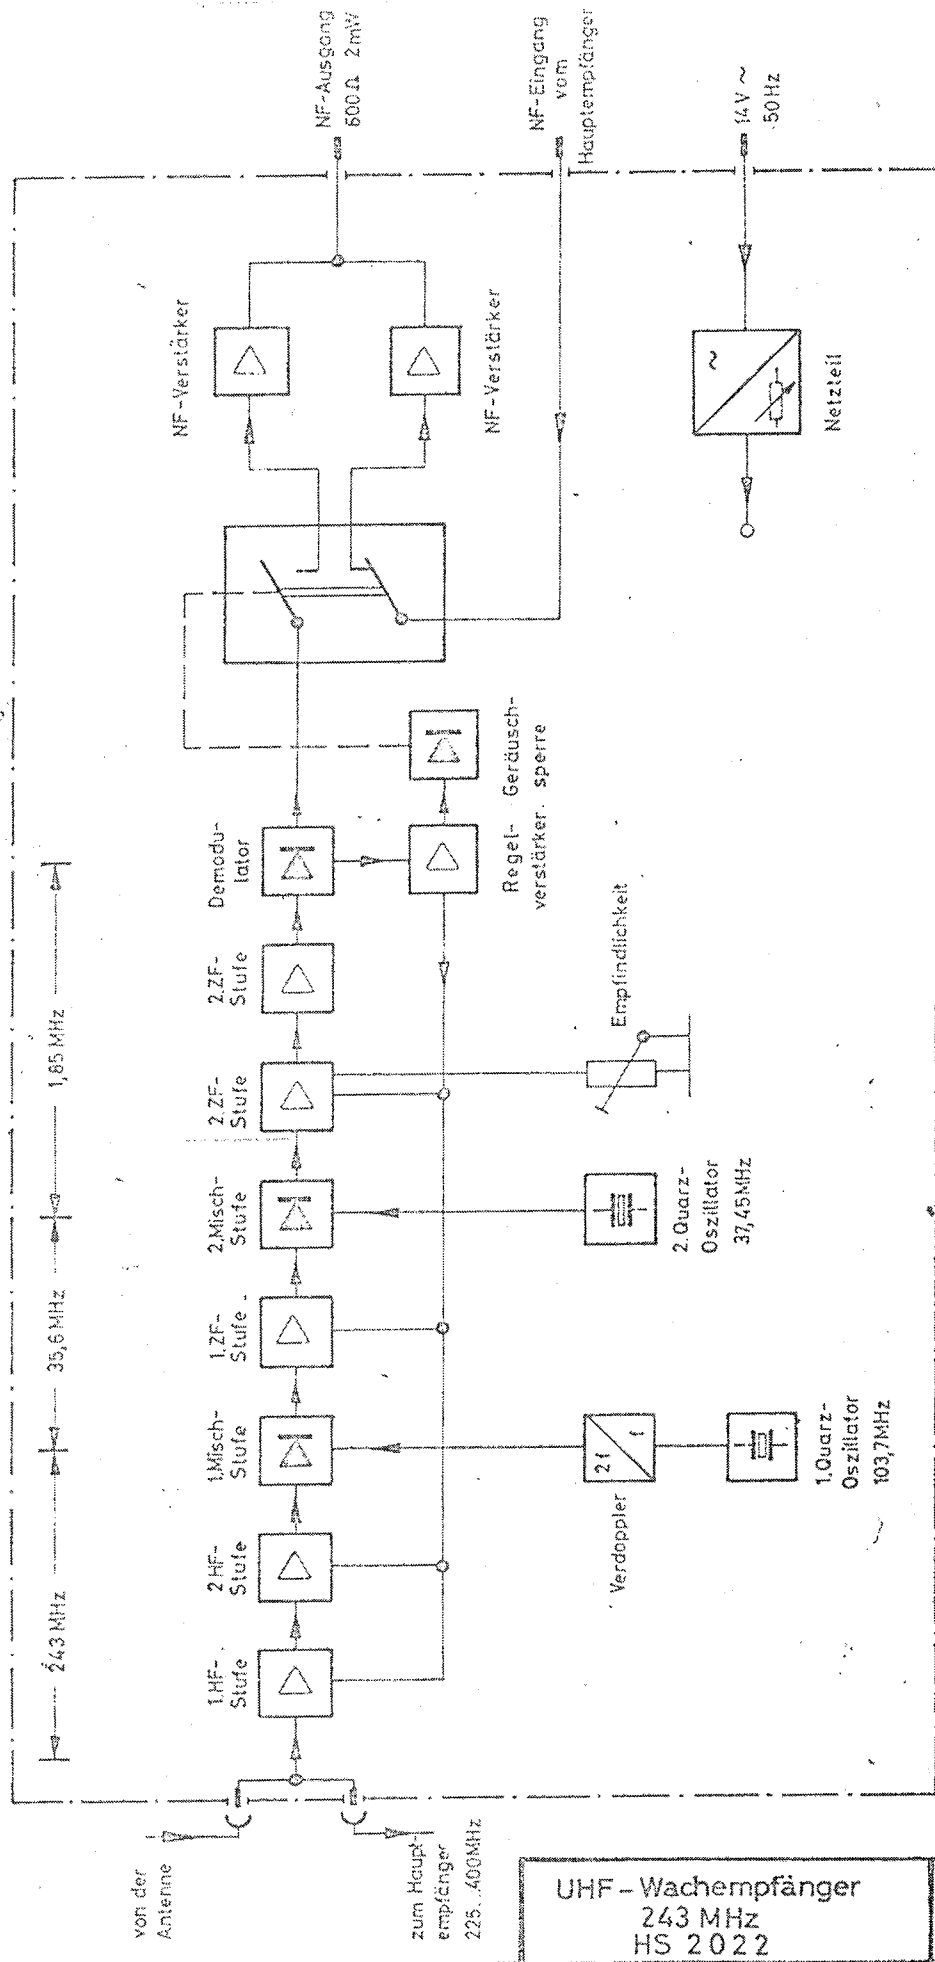 von der
Antenne
zum Haupt-
empfänger
225...400MHz
243 MHz
35,6 MHz
1,85 MHz
1.HF-
Stufe
2HF-
Stufe
1.Misch-
Stufe
1.ZF-
Stufe
2.Misch-
Stufe
2.ZF-
Stufe
2.ZF-
Stufe
Demodu-
lator
Regel-
verstärker.
Geräusch-
sperre
NF-Verstärker
NF-Verstärker
NF-Ausgang
600Ω 2mW
NF-Eingang
vom
Hauptempfänger
14V ~
50Hz
~
Netzteil
Empfindlichkeit
2.Quarz-
Oszillator
37,45MHz
Verdoppler
2f
f
1.Quarz-
Oszillator
103,7MHz
UHF-Wachempfänger
243 MHz
HS 2022